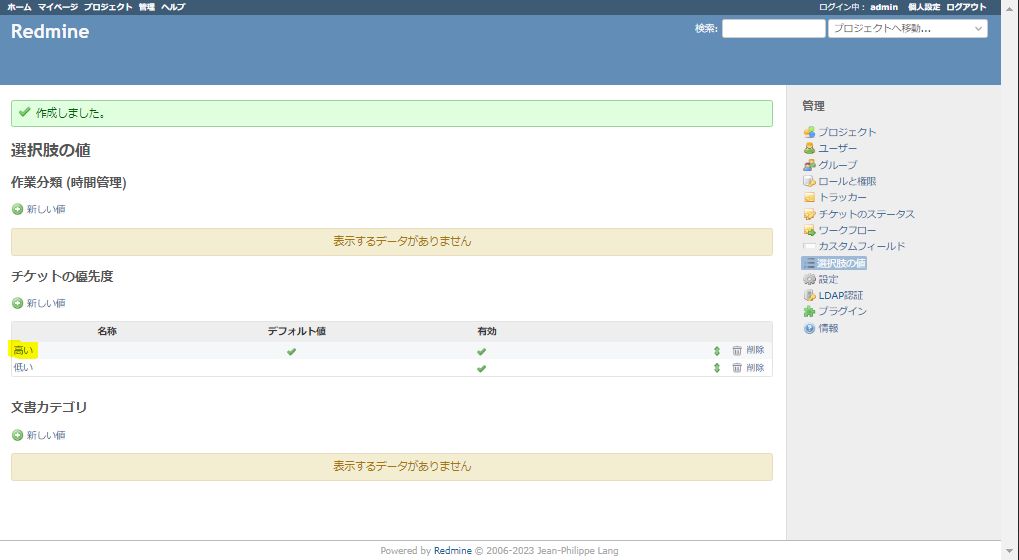 ホーム マイページ プロジェクト 管理 ヘルプ
ログイン中： admin 個人設定 ログアウト
Redmine
検索: プロジェクトへ移動...
作成しました。
選択肢の値
作業分類 (時間管理)
新しい値
表示するデータがありません
チケットの優先度
新しい値
名称 デフォルト値 有効
高い 削除
低い 削除
文書カテゴリ
新しい値
表示するデータがありません
管理
プロジェクト
ユーザー
グループ
ロールと権限
トラッカー
チケットのステータス
ワークフロー
カスタムフィールド
選択肢の値
設定
LDAP認証
プラグイン
情報
Powered by Redmine © 2006-2023 Jean-Philippe Lang